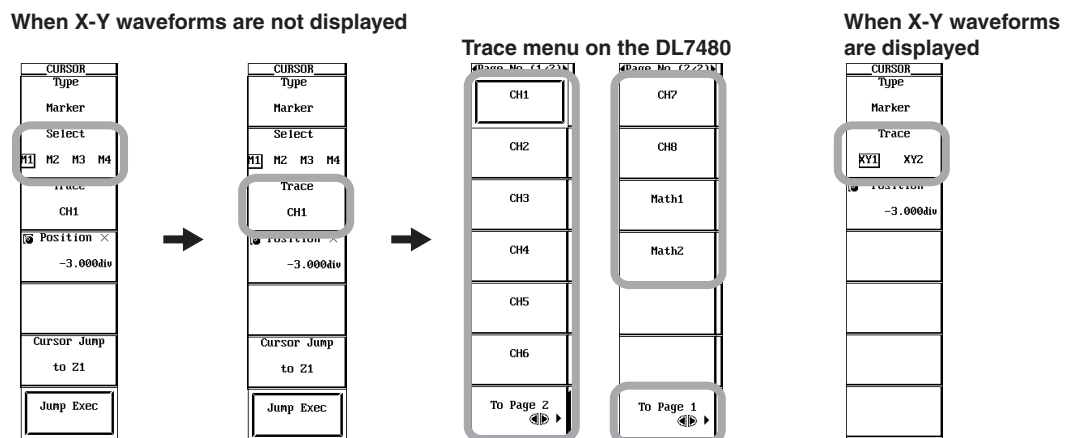 When X-Y waveforms are not displayed
CURSOR
Type
Marker
Select
M1 M2 M3 M4
Trace
CH1
Position ×
-3.000div
Cursor Jump
to Z1
Jump Exec
CURSOR
Type
Marker
Select
M1 M2 M3 M4
Trace
CH1
Position ×
-3.000div
Cursor Jump
to Z1
Jump Exec
Trace menu on the DL7480
Page No.(1/2)
CH1
CH2
CH3
CH4
CH5
CH6
To Page 2
Page No.(2/2)
CH7
CH8
Math1
Math2
To Page 1
When X-Y waveforms
are displayed
CURSOR
Type
Marker
Trace
XY1 XY2
Position
-3.000div